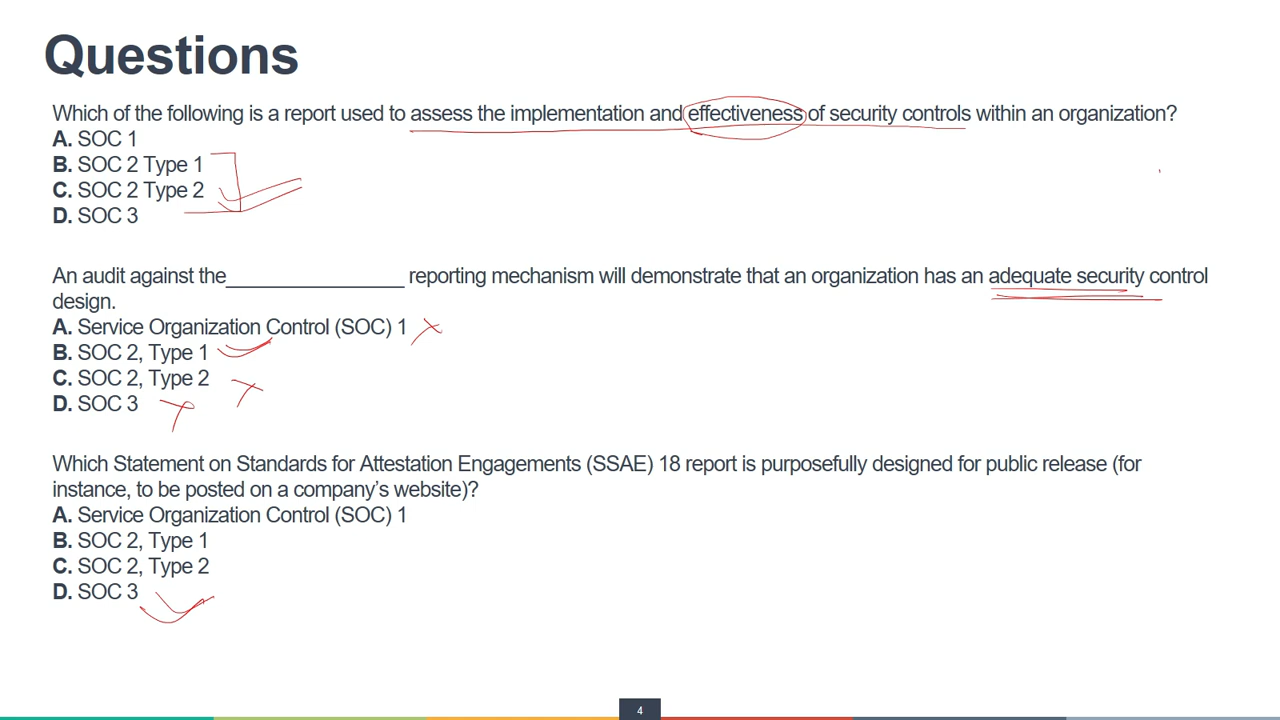 Questions
Which of the following is a report used to assess the implementation and effectiveness of security controls within an organization?
A. SOC 1
B. SOC 2 Type 1
C. SOC 2 Type 2
D. SOC 3
An audit against the_________________ reporting mechanism will demonstrate that an organization has an adequate security control
design.
A. Service Organization Control (SOC) 1
B. SOC 2, Type 1
C. SOC 2, Type 2
D. SOC 3
Which Statement on Standards for Attestation Engagements (SSAE) 18 report is purposefully designed for public release (for
instance, to be posted on a company’s website)?
A. Service Organization Control (SOC) 1
B. SOC 2, Type 1
C. SOC 2, Type 2
D. SOC 3
4